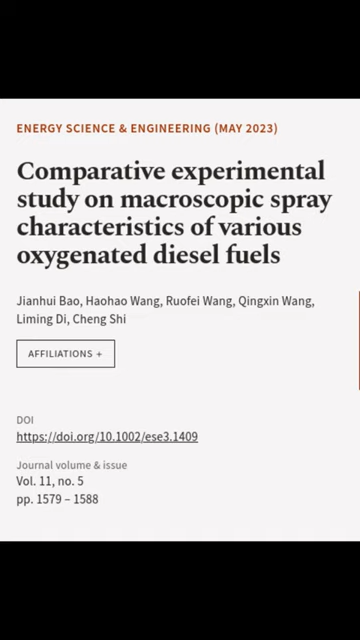 ENERGY SCIENCE & ENGINEERING (MAY 2023)
Comparative experimental
study on macroscopic spray
characteristics of various
oxygenated diesel fuels
Jianhui Bao, Haohao Wang, Ruofei Wang, Qingxin Wang,
Liming Di, Cheng Shi
AFFILIATIONS +
DOI
https://doi.org/10.1002/ese3.1409
Journal volume & issue
Vol. 11, no. 5
pp. 1579 – 1588